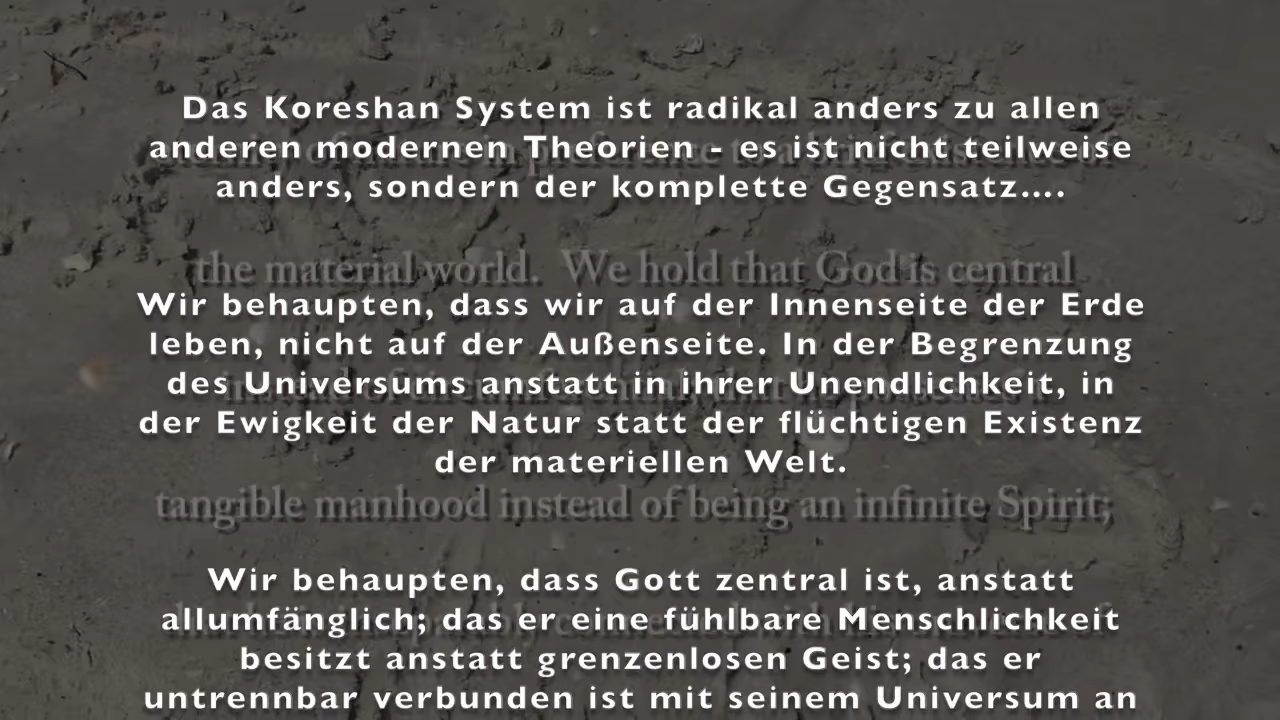 Das Koreshan System ist radikal anders zu allen
anderen modernen Theorien - es ist nicht teilweise
anders, sondern der komplette Gegensatz....
the material world. We hold that God is central
Wir behaupten, dass wir auf der Innenseite der Erde
leben, nicht auf der Außenseite. In der Begrenzung
des Universums anstatt in ihrer Unendlichkeit, in
der Ewigkeit der Natur statt der flüchtigen Existenz
der materiellen Welt.
tangible manhood instead of being an infinite Spirit;
Wir behaupten, dass Gott zentral ist, anstatt
allumfänglich; das er eine fühlbare Menschlichkeit
besitzt anstatt grenzenlosen Geist; das er
untrennbar verbunden ist mit seinem Universum an